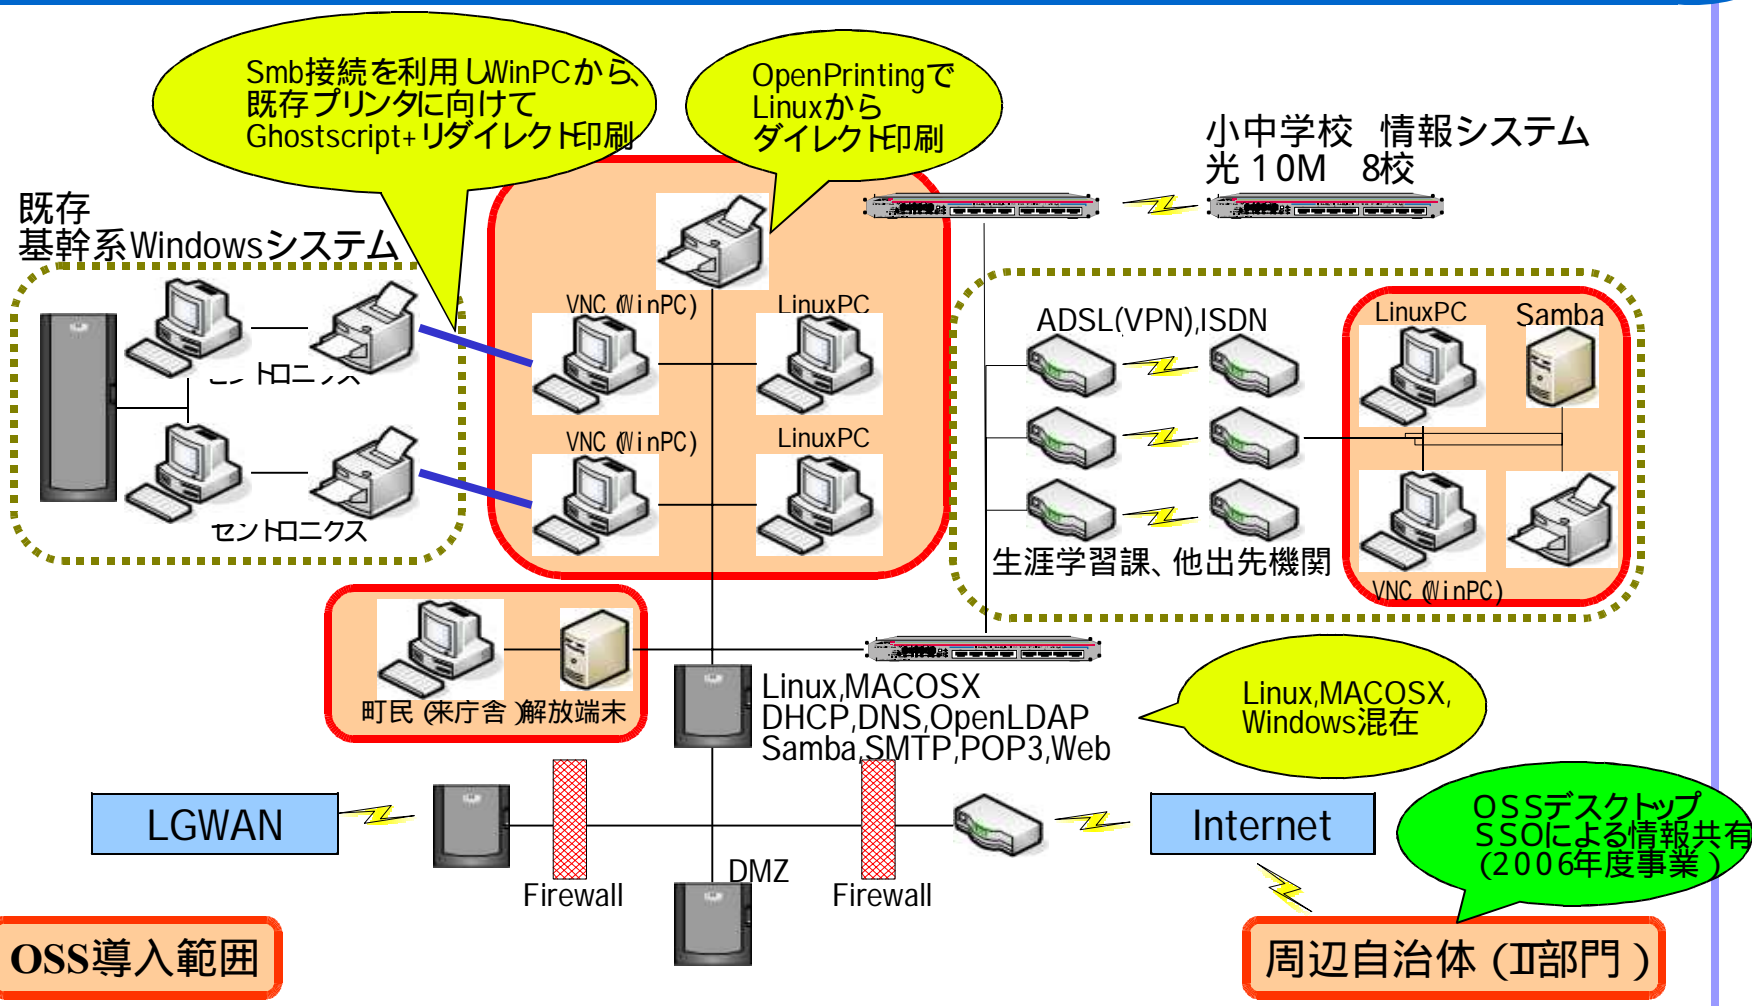 Smb接続を利用しWinPCから、
既存プリンタに向けて
Ghostscript+リダイレクト印刷
OpenPrintingで
Linuxから
ダイレクト印刷
小中学校 情報システム
光10M 8校
既存
基幹系Windowsシステム
VNC(WinPC)
LinuxPC
セントロニクス
VNC(WinPC)
LinuxPC
セントロニクス
ADSL(VPN),ISDN
LinuxPC
Samba
生涯学習課、他出先機関
VNC(WinPC)
町民(来庁舎)解放端末
Linux,MACOSX
DHCP,DNS,OpenLDAP
Samba,SMTP,POP3,Web
Linux,MACOSX,
Windows混在
LGWAN
Firewall
DMZ
Firewall
Internet
OSSデスクトップ
SSOによる情報共有
(2006年度事業)
OSS導入範囲
周辺自治体(IT部門)